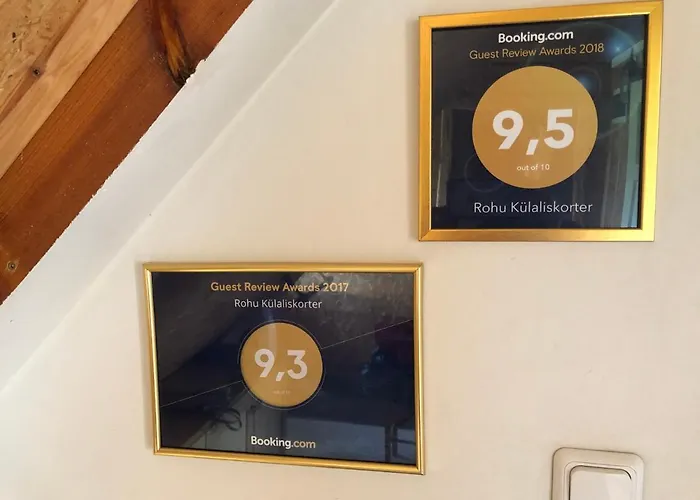 Booking.com
Guest Review Awards 2018
9,5
out of 10
Rohu Külaliskorter
Guest Review Awards 2017
Rohu Külaliskorter
9,3
Booking.com